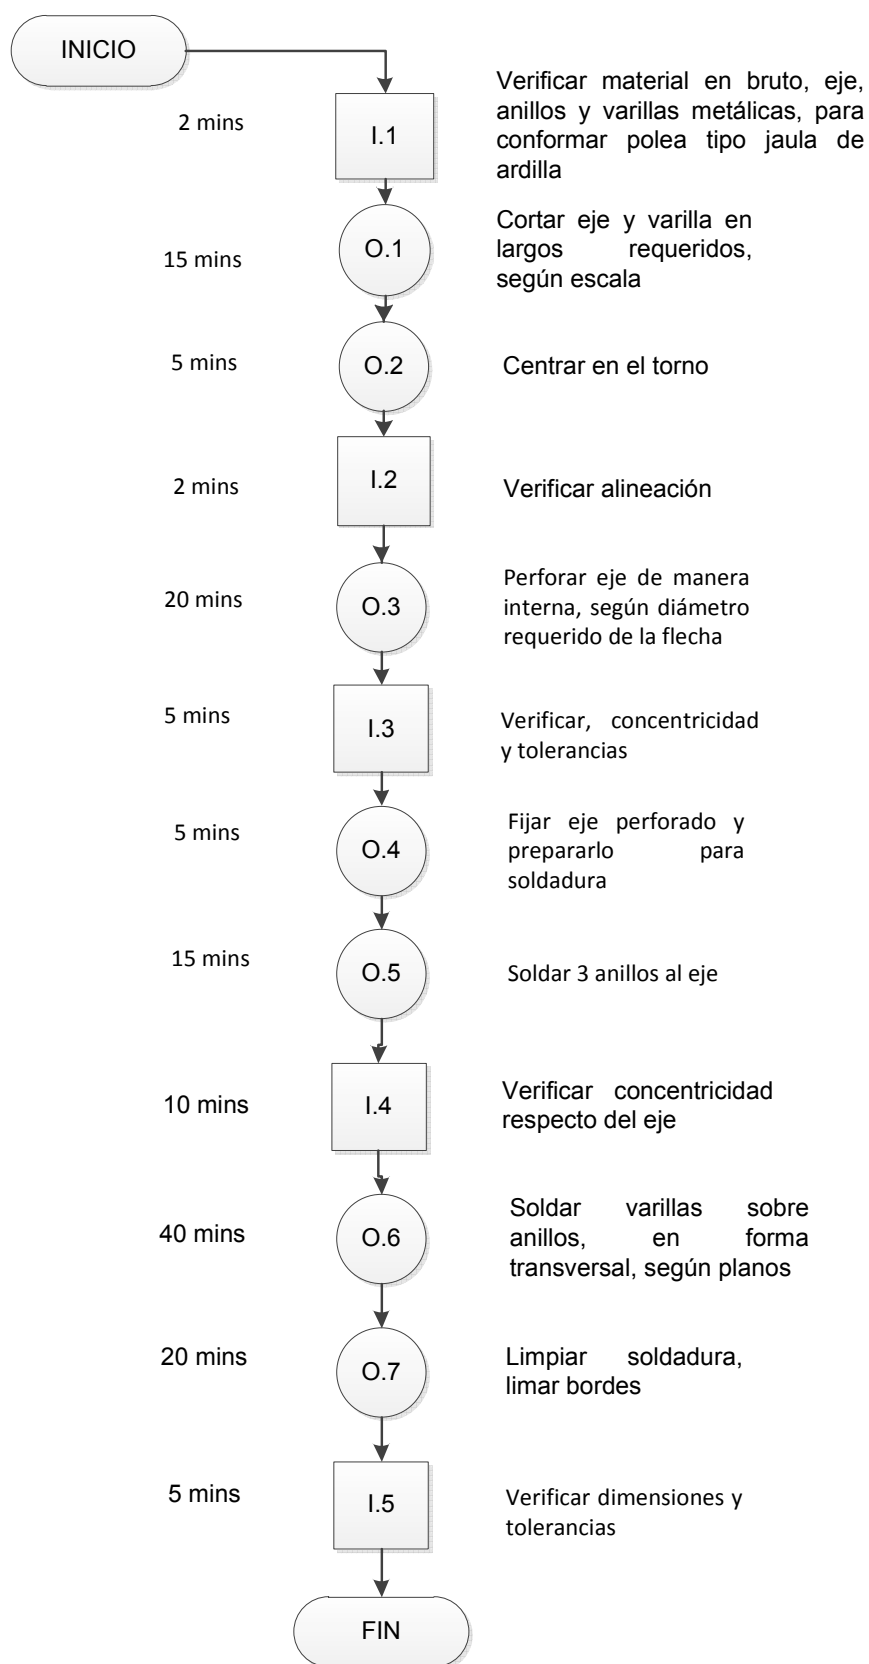 INICIO
2 mins
I.1
Verificar material en bruto, eje,
anillos y varillas metálicas, para
conformar polea tipo jaula de
ardilla
15 mins
O.1
Cortar eje y varilla en
largos requeridos,
según escala
5 mins
O.2
Centrar en el torno
2 mins
I.2
Verificar alineación
20 mins
O.3
Perforar eje de manera
interna, según diámetro
requerido de la flecha
5 mins
I.3
Verificar, concentricidad
y tolerancias
5 mins
O.4
Fijar eje perforado y
prepararlo para
soldadura
15 mins
O.5
Soldar 3 anillos al eje
10 mins
I.4
Verificar concentricidad
respecto del eje
40 mins
O.6
Soldar varillas sobre
anillos, en forma
transversal, según planos
20 mins
O.7
Limpiar soldadura,
limar bordes
5 mins
I.5
Verificar dimensiones y
tolerancias
FIN